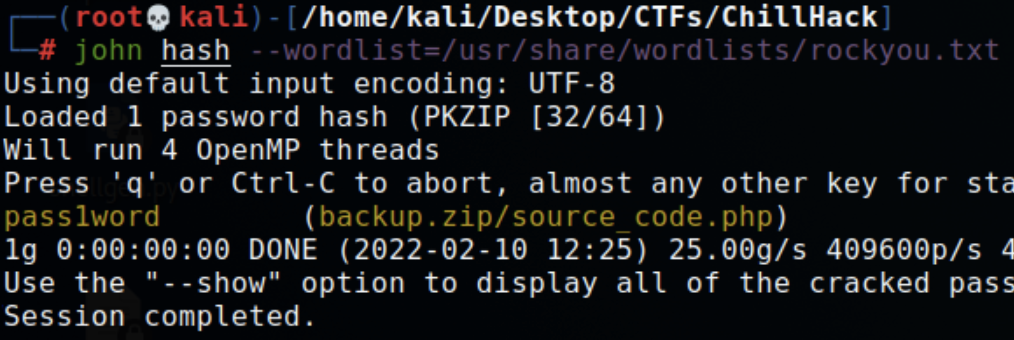 ┌──(root💀kali)-[/home/kali/Desktop/CTFs/ChillHack]
└─# john hash --wordlist=/usr/share/wordlists/rockyou.txt
Using default input encoding: UTF-8
Loaded 1 password hash (PKZIP [32/64])
Will run 4 OpenMP threads
Press 'q' or Ctrl-C to abort, almost any other key for sta
pass1word        (backup.zip/source_code.php)
1g 0:00:00:00 DONE (2022-02-10 12:25) 25.00g/s 409600p/s 4
Use the "--show" option to display all of the cracked pass
Session completed.